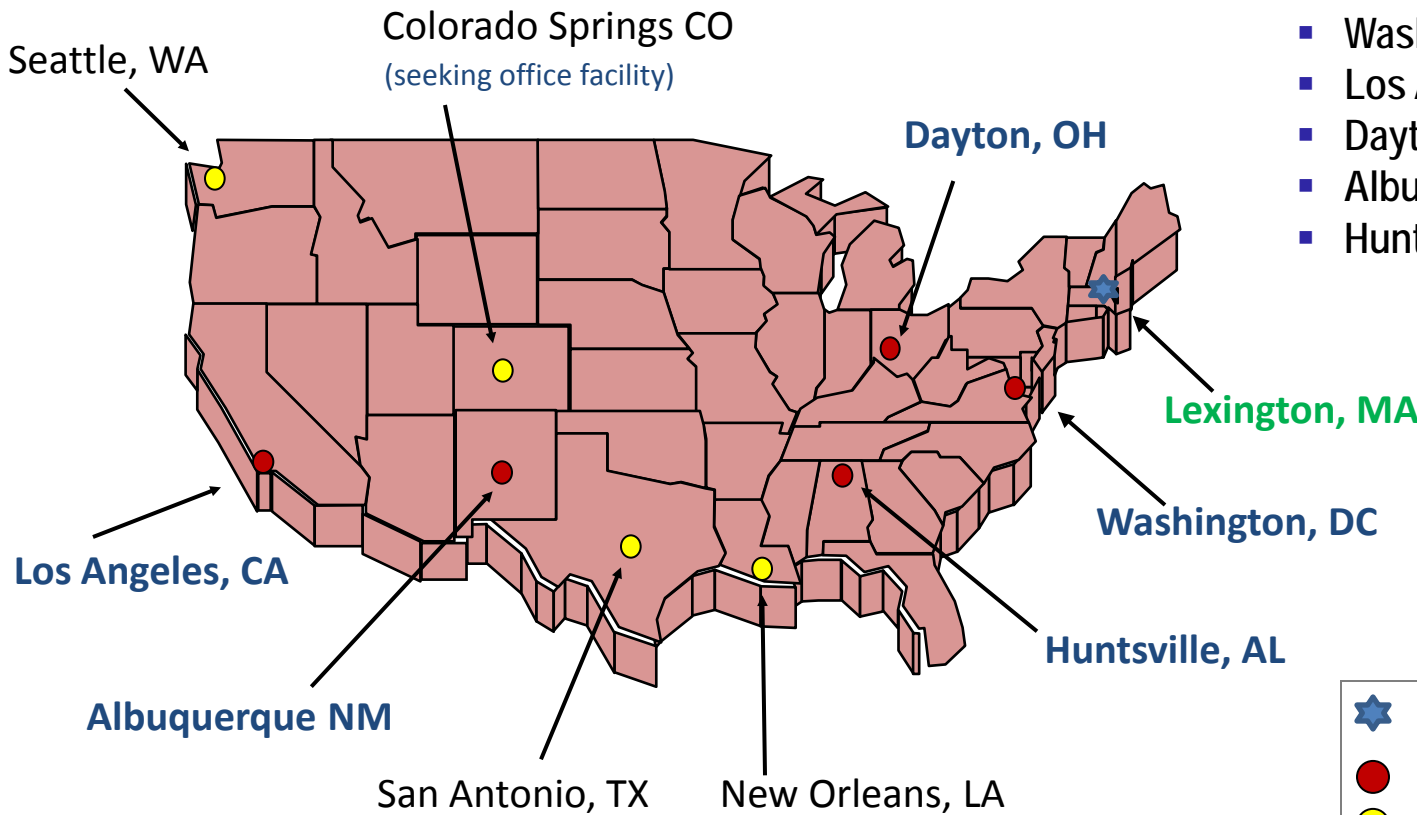 Colorado Springs CO
(seeking office facility)
Seattle, WA
Dayton, OH
Lexington, MA
Washington, DC
Los Angeles, CA
Huntsville, AL
Albuquerque NM
San Antonio, TX
New Orleans, LA
Los